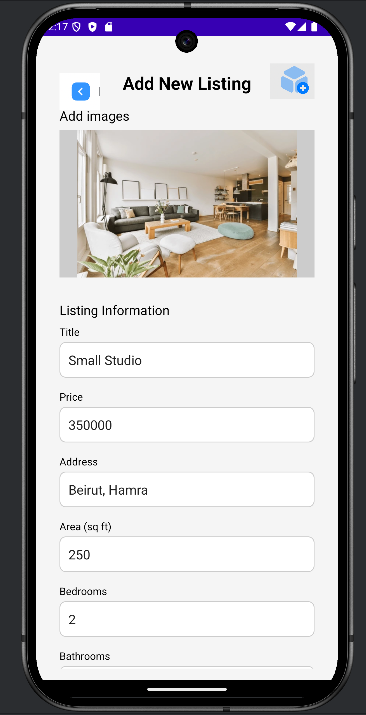 2:17
Add New Listing
Add images
Listing Information
Title
Small Studio
Price
350000
Address
Beirut, Hamra
Area (sq ft)
250
Bedrooms
2
Bathrooms